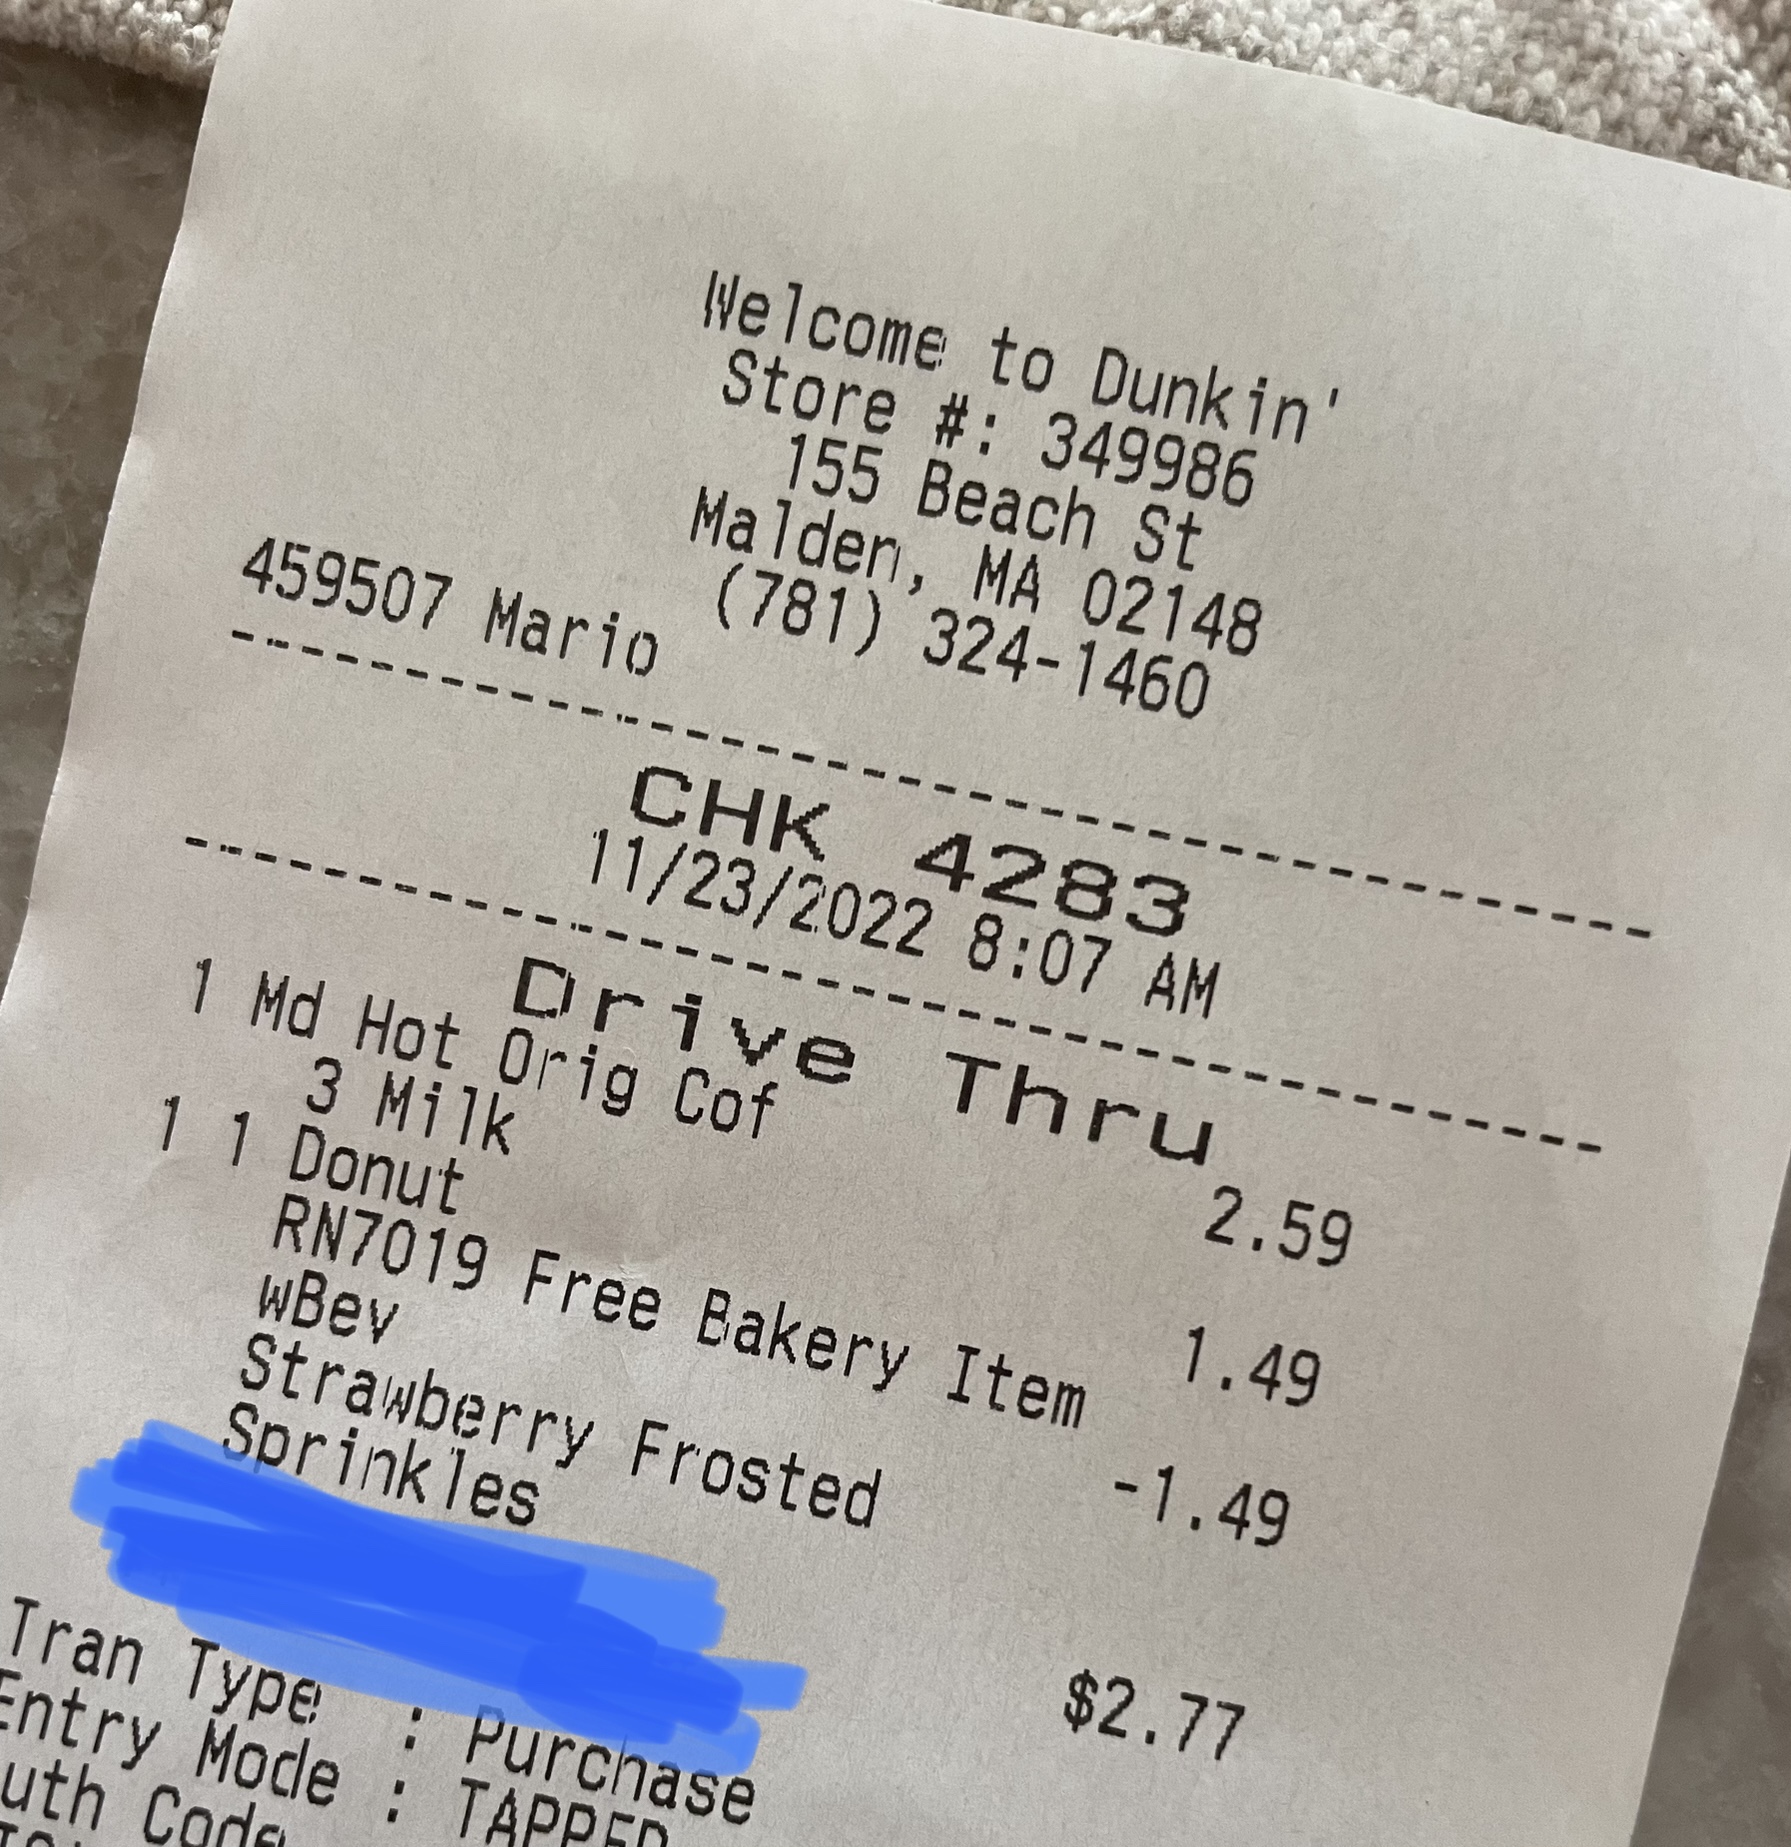 Welcome to Dunkin'
Store #: 349986
155 Beach St
Malden, MA 02148
(781) 324-1460
459507 Mario
CHK 4283
11/23/2022 8:07 AM
Drive Thru
1 Md Hot Orig Cof 2.59
3 Milk
1 1 Donut 1.49
RN7019 Free Bakery Item -1.49
wBev
Strawberry Frosted
Sprinkles
$2.77
Tran Type : Purchase
Entry Mode : TAPPED
uth Code